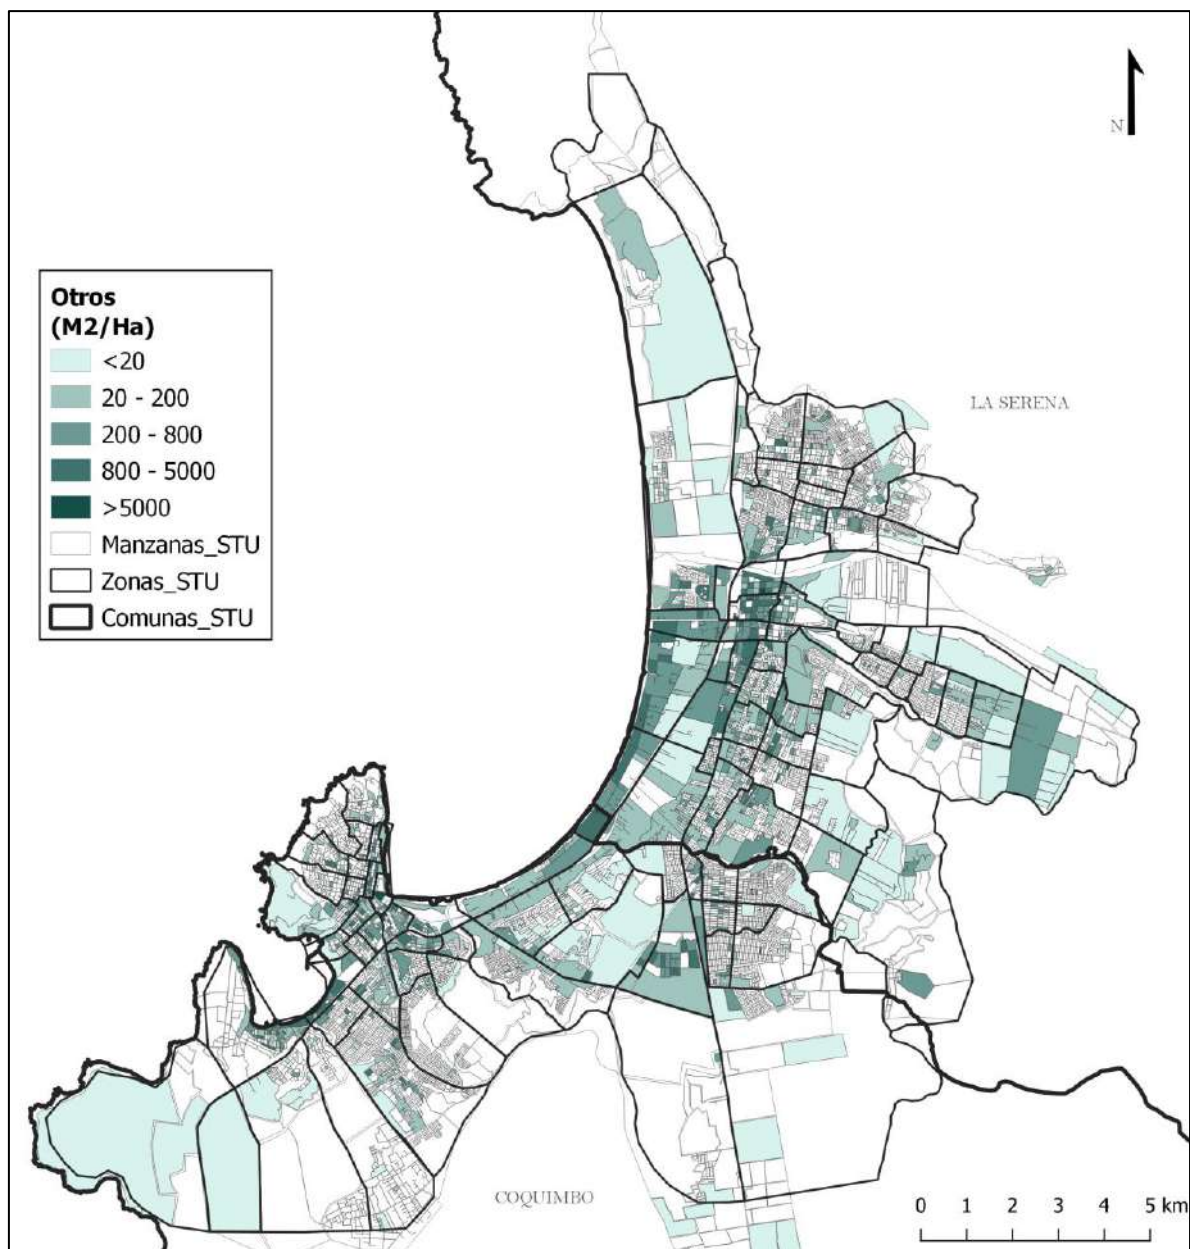 N
Otros
(M2/Ha)
<20
20 - 200
200 - 800
800 - 5000
>5000
Manzanas_STU
Zonas_STU
Comunas_STU
LA SERENA
COQUIMBO
0 1 2 3 4 5 km